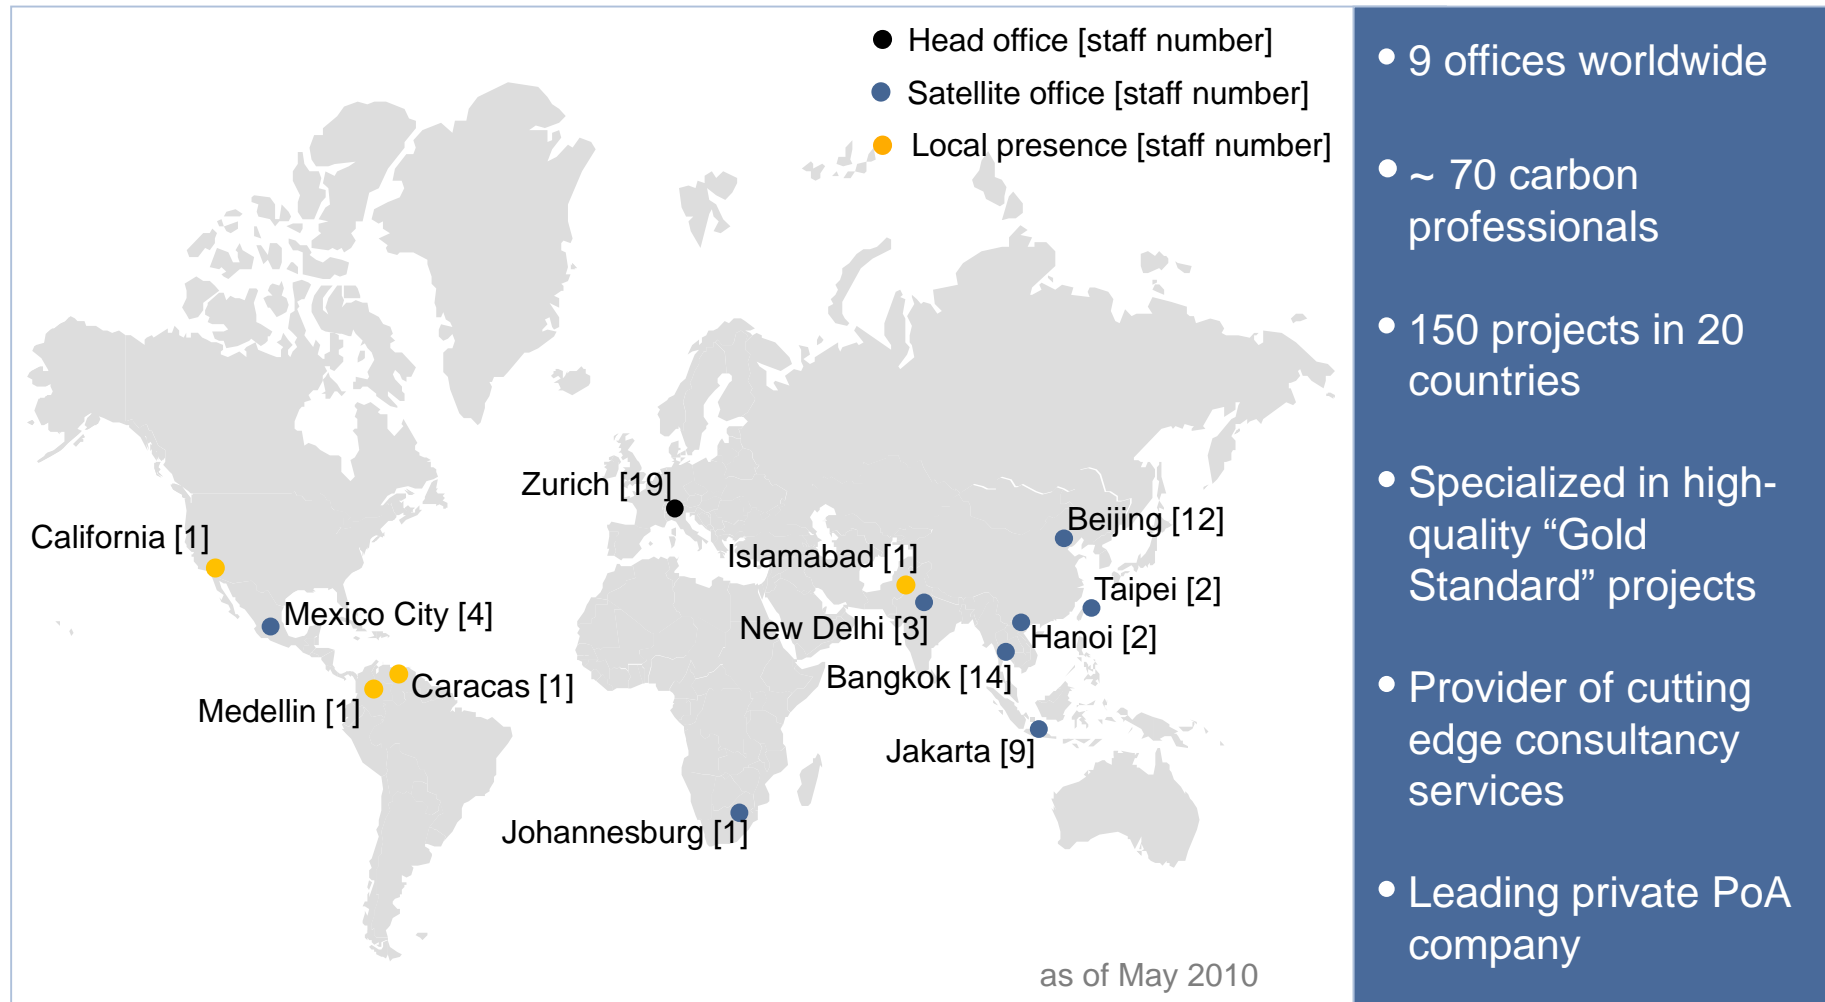 ● Head office [staff number]
● Satellite office [staff number]
● Local presence [staff number]
Zurich [19]
California [1]
Beijing [12]
Islamabad [1]
Taipei [2]
Mexico City [4]
New Delhi [3]
Hanoi [2]
Bangkok [14]
Caracas [1]
Medellin [1]
Jakarta [9]
Johannesburg [1]
as of May 2010
• 9 offices worldwide
• ~ 70 carbon
professionals
• 150 projects in 20
countries
• Specialized in high-
quality “Gold
Standard” projects
• Provider of cutting
edge consultancy
services
• Leading private PoA
company